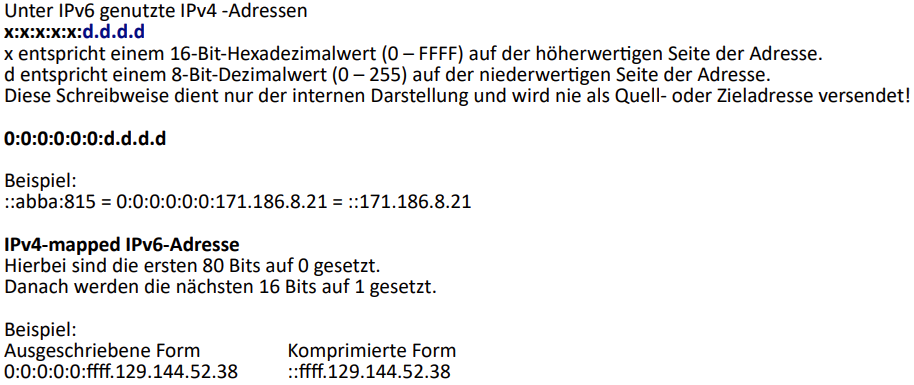 Unter IPv6 genutzte IPv4 -Adressen
x:x:x:x:x:d.d.d.d
x entspricht einem 16-Bit-Hexadezimalwert (0 – FFFF) auf der höherwertigen Seite der Adresse.
d entspricht einem 8-Bit-Dezimalwert (0 – 255) auf der niederwertigen Seite der Adresse.
Diese Schreibweise dient nur der internen Darstellung und wird nie als Quell- oder Zieladresse versendet!
0:0:0:0:0:0:d.d.d.d
Beispiel:
::abba:815 = 0:0:0:0:0:0:171.186.8.21 = ::171.186.8.21
IPv4-mapped IPv6-Adresse
Hierbei sind die ersten 80 Bits auf 0 gesetzt.
Danach werden die nächsten 16 Bits auf 1 gesetzt.
Beispiel:
Ausgeschriebene Form Komprimierte Form
0:0:0:0:0:ffff.129.144.52.38 ::ffff.129.144.52.38